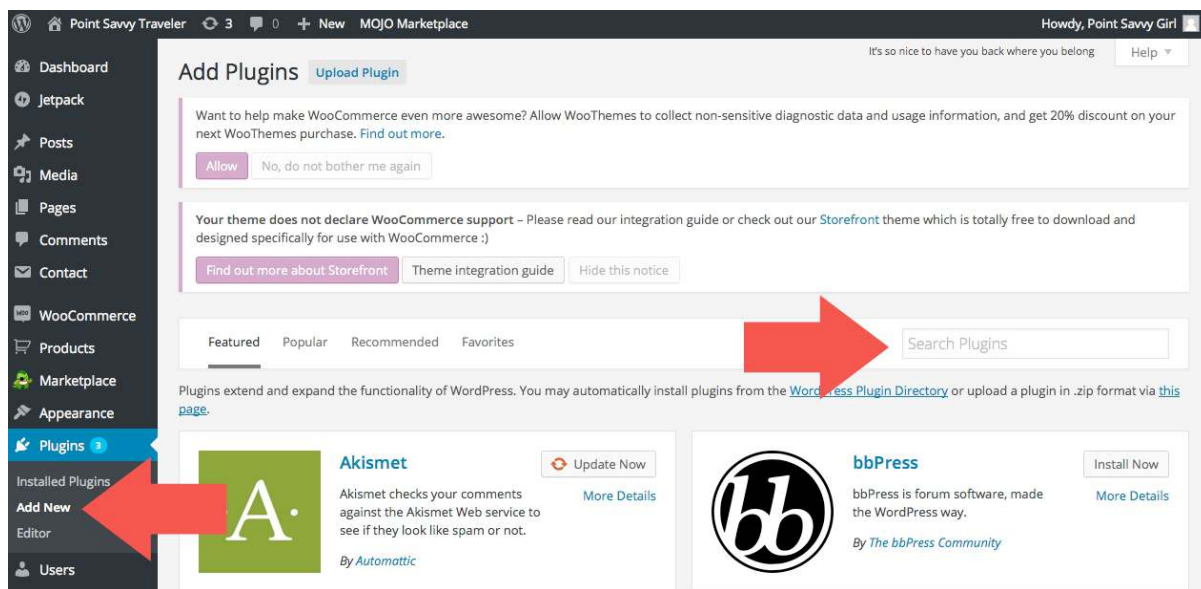 Point Savvy Traveler 3 0 + New MOJO Marketplace Howdy, Point Savvy Girl
It's so nice to have you back where you belong Help
Dashboard
Jetpack
Posts
Media
Pages
Comments
Contact
WooCommerce
Products
Marketplace
Appearance
Plugins 3
Installed Plugins
Add New
Editor
Users
Add Plugins Upload Plugin
Want to help make WooCommerce even more awesome? Allow WooThemes to collect non-sensitive diagnostic data and usage information, and get 20% discount on your
next WooThemes purchase. Find out more.
Allow No, do not bother me again
Your theme does not declare WooCommerce support – Please read our integration guide or check out our Storefront theme which is totally free to download and
designed specifically for use with WooCommerce :)
Find out more about Storefront Theme integration guide Hide this notice
Featured Popular Recommended Favorites Search Plugins
Plugins extend and expand the functionality of WordPress. You may automatically install plugins from the WordPress Plugin Directory or upload a plugin in .zip format via this
page.
A.
Akismet Update Now
Akismet checks your comments More Details
against the Akismet Web service to
see if they look like spam or not.
By Automattic
bb
bbPress Install Now
bbPress is forum software, made More Details
the WordPress way.
By The bbPress Community